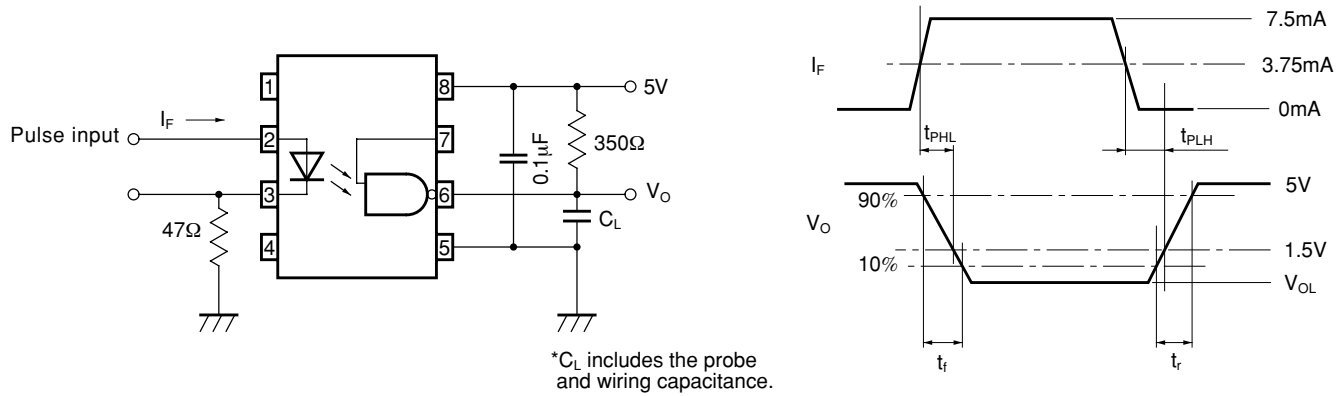 Pulse input
I_F
47Ω
1
2
3
4
8
7
6
5
0.1μF
350Ω
5V
V_O
C_L
*C_L includes the probe
and wiring capacitance.
I_F
7.5mA
3.75mA
0mA
t_PHL
t_PLH
V_O
90%
10%
5V
1.5V
V_OL
t_f
t_r